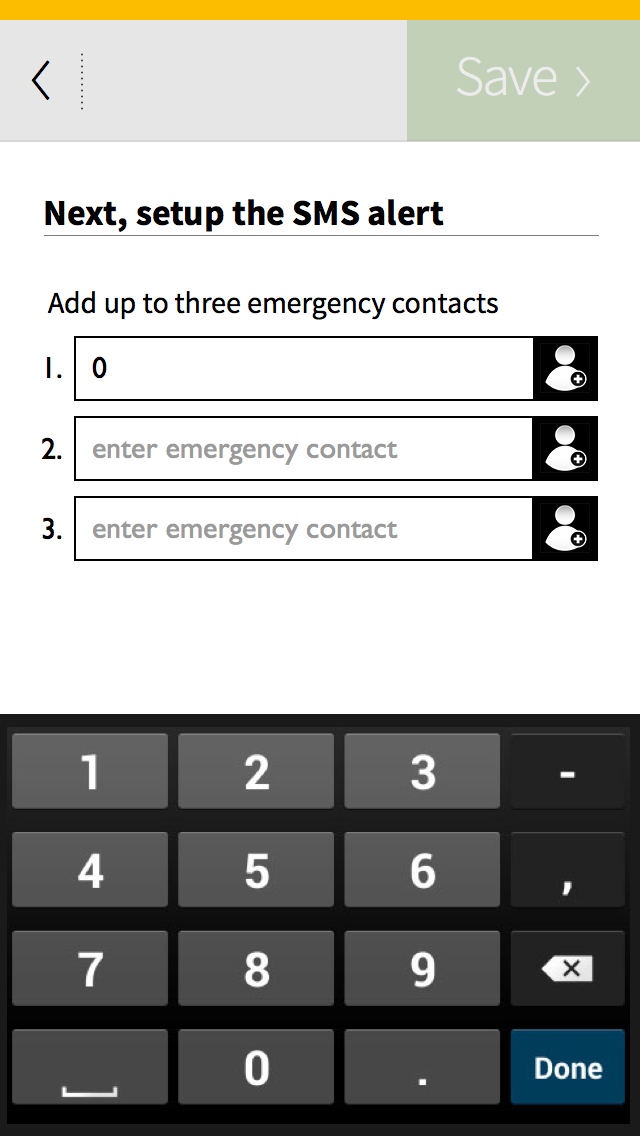 Save
Next, setup the SMS alert
Add up to three emergency contacts
1. 0
2. enter emergency contact
3. enter emergency contact
1 2 3 -
4 5 6 ,
7 8 9
0 . Done